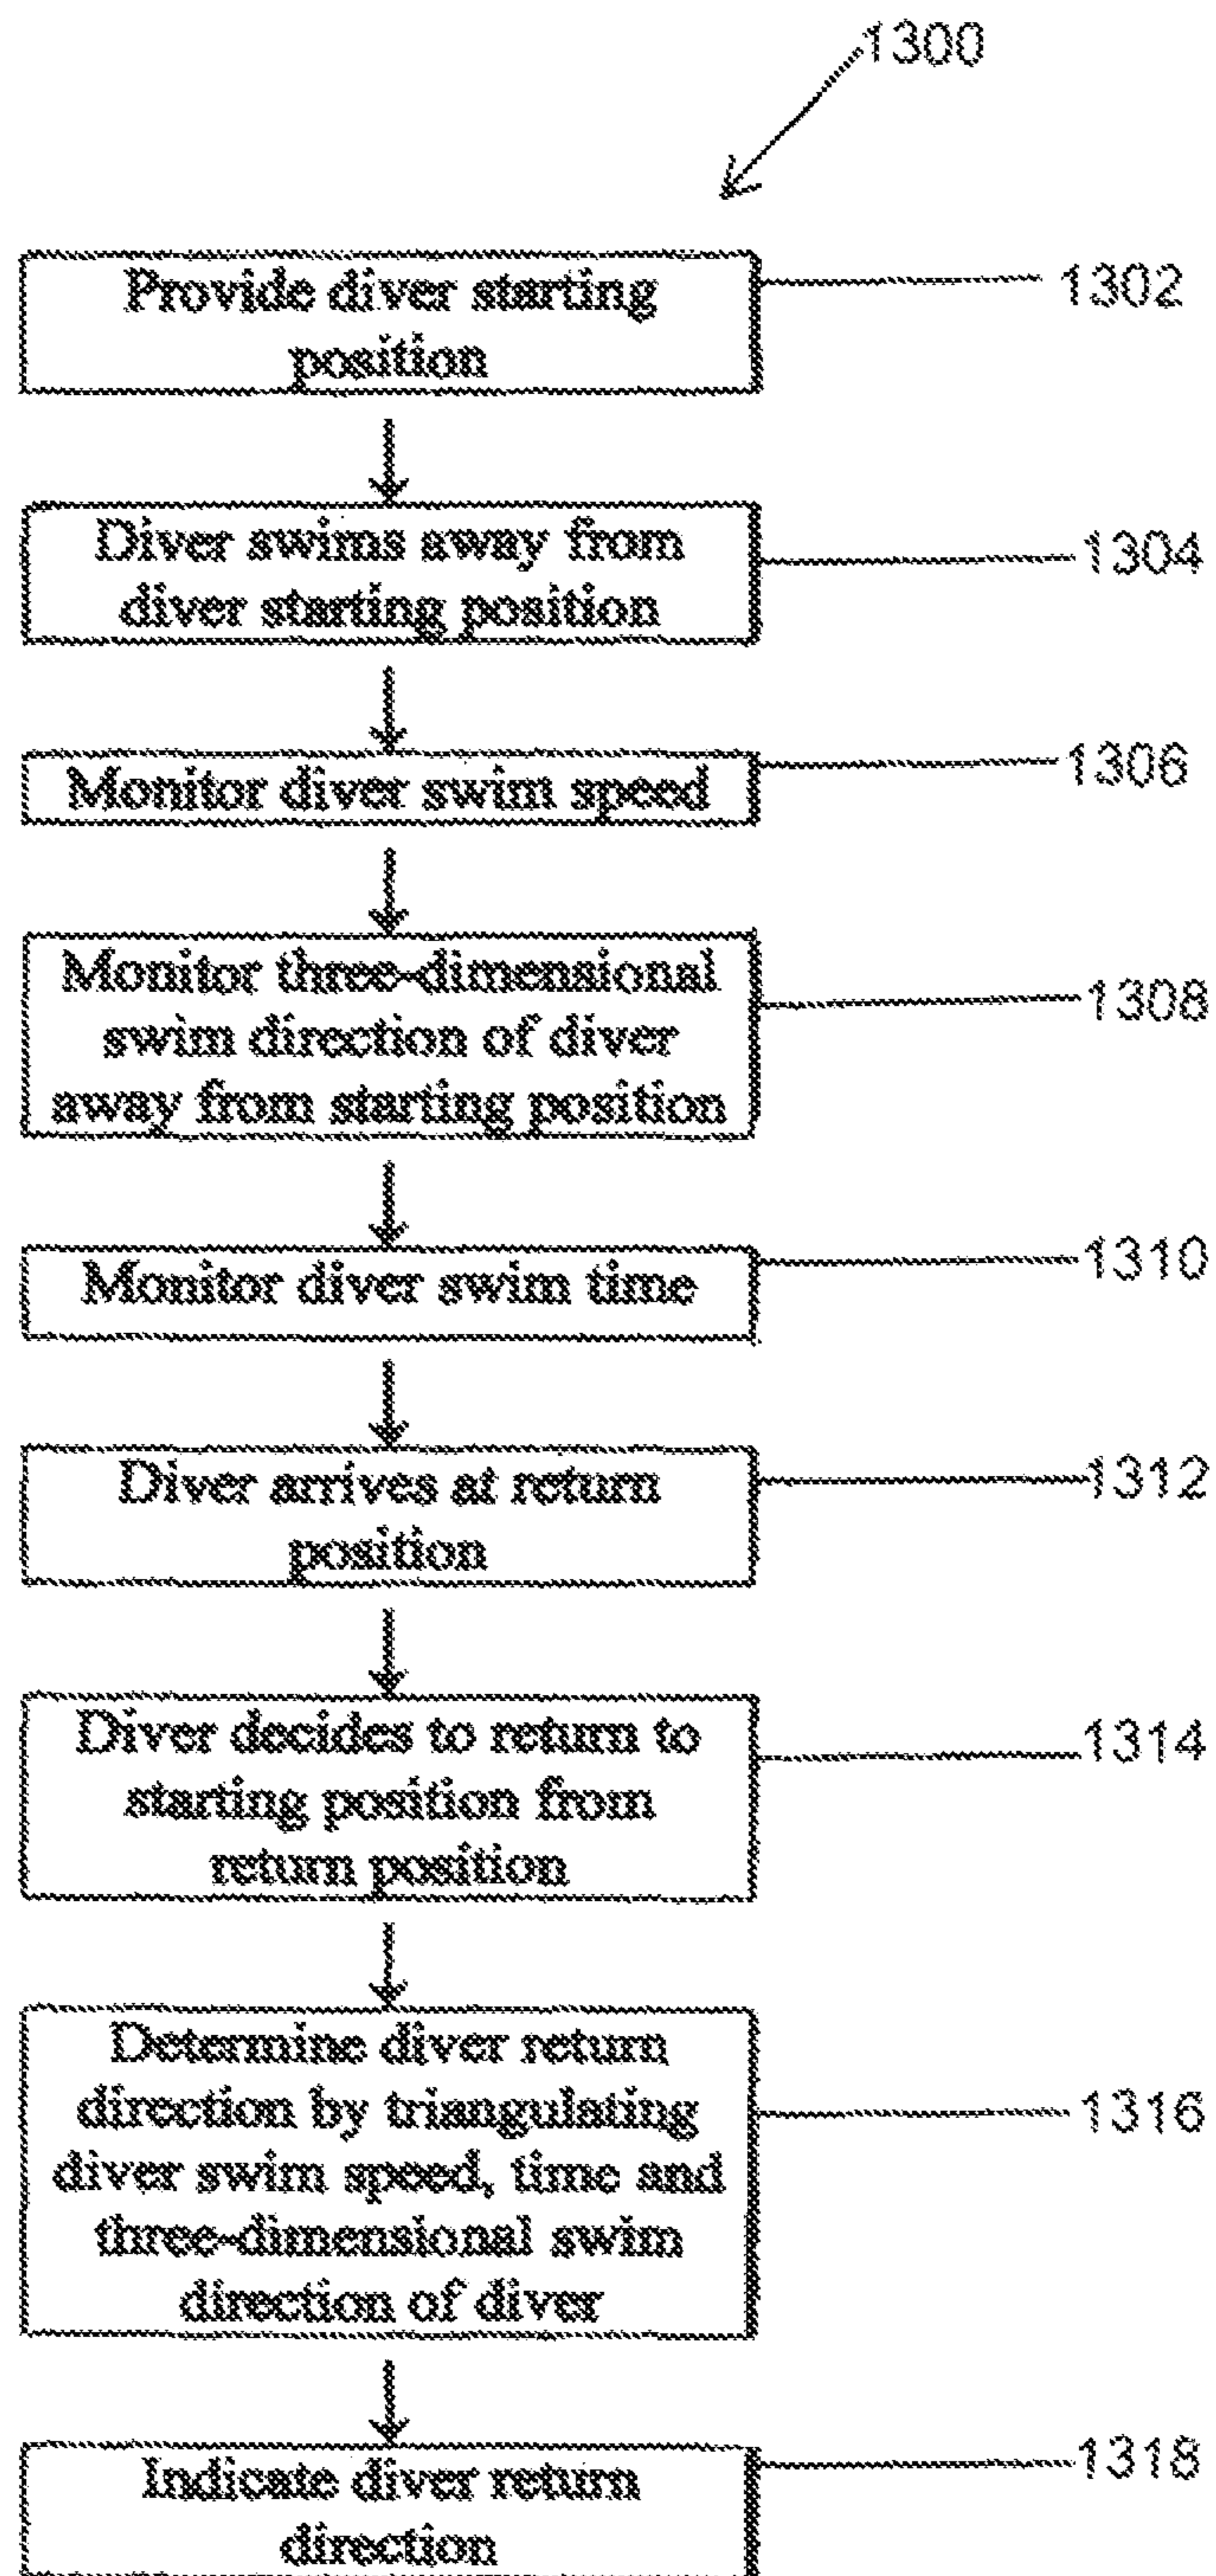 1300
Provide diver starting
position
1302
Diver swims away from
diver starting position
1304
Monitor diver swim speed
1306
Monitor three-dimensional
swim direction of diver
away from starting position
1308
Monitor diver swim time
1310
Diver arrives at return
position
1312
Diver decides to return to
starting position from
return position
1314
Determine diver return
direction by triangulating
diver swim speed, time and
three-dimensional swim
direction of diver
1316
Indicate diver return
direction
1318